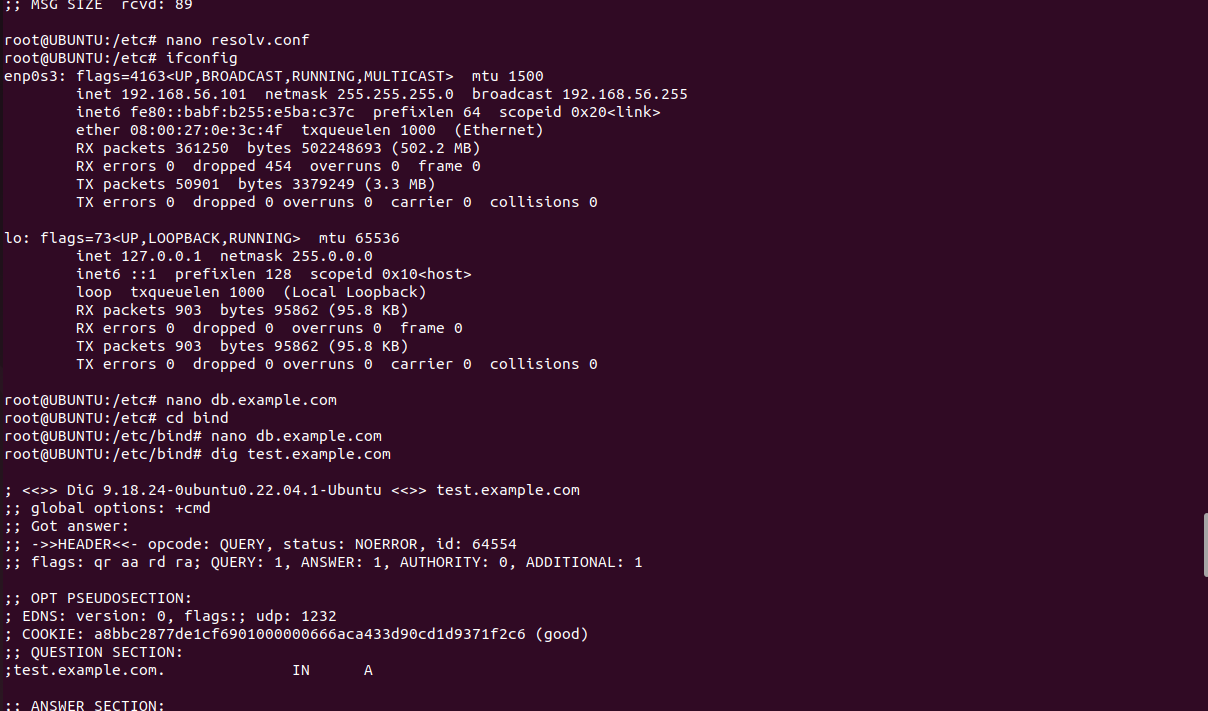 ;; MSG SIZE  rcvd: 89
root@UBUNTU:/etc# nano resolv.conf
root@UBUNTU:/etc# ifconfig
enp0s3: flags=4163<UP,BROADCAST,RUNNING,MULTICAST>  mtu 1500
        inet 192.168.56.101  netmask 255.255.255.0  broadcast 192.168.56.255
        inet6 fe80::babf:b255:e5ba:c37c  prefixlen 64  scopeid 0x20<link>
        ether 08:00:27:0e:3c:4f  txqueuelen 1000  (Ethernet)
        RX packets 361250  bytes 502248693 (502.2 MB)
        RX errors 0  dropped 454  overruns 0  frame 0
        TX packets 50901  bytes 3379249 (3.3 MB)
        TX errors 0  dropped 0 overruns 0  carrier 0  collisions 0
lo: flags=73<UP,LOOPBACK,RUNNING>  mtu 65536
        inet 127.0.0.1  netmask 255.0.0.0
        inet6 ::1  prefixlen 128  scopeid 0x10<host>
        loop  txqueuelen 1000  (Local Loopback)
        RX packets 903  bytes 95862 (95.8 KB)
        RX errors 0  dropped 0  overruns 0  frame 0
        TX packets 903  bytes 95862 (95.8 KB)
        TX errors 0  dropped 0 overruns 0  carrier 0  collisions 0
root@UBUNTU:/etc# nano db.example.com
root@UBUNTU:/etc# cd bind
root@UBUNTU:/etc/bind# nano db.example.com
root@UBUNTU:/etc/bind# dig test.example.com
; <<>> DiG 9.18.24-0ubuntu0.22.04.1-Ubuntu <<>> test.example.com
;; global options: +cmd
;; Got answer:
;; ->>HEADER<<- opcode: QUERY, status: NOERROR, id: 64554
;; flags: qr aa rd ra; QUERY: 1, ANSWER: 1, AUTHORITY: 0, ADDITIONAL: 1
;; OPT PSEUDOSECTION:
; EDNS: version: 0, flags:; udp: 1232
; COOKIE: a8bbc2877de1cf6901000000666aca433d90cd1d9371f2c6 (good)
;; QUESTION SECTION:
;test.example.com.              IN      A
;; ANSWER SECTION: